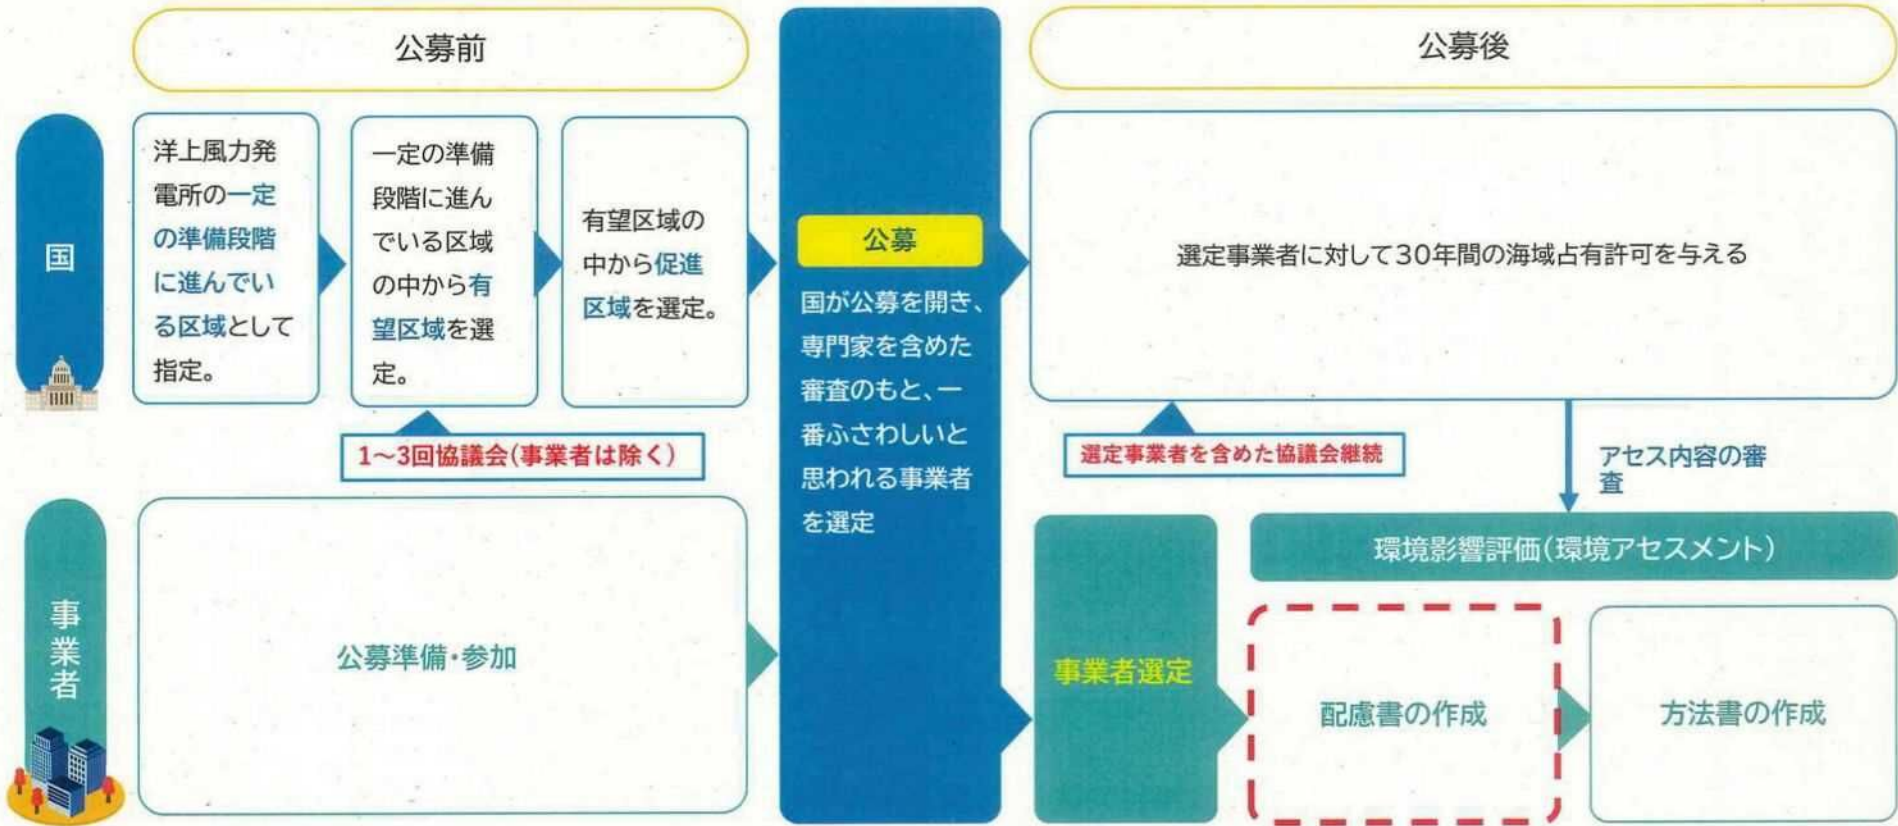 公募前
公募後
国
洋上風力発
電所の一定
の準備段階
に進んでい
る区域として
指定。
一定の準備
段階に進ん
でいる区域
の中から有
望区域を選
定。
有望区域の
中から促進
区域を選定。
公募
国が公募を開き、
専門家を含めた
審査のもと、一
番ふさわしいと
思われる事業者
を選定
選定事業者に対して30年間の海域占有許可を与える
1~3回協議会(事業者は除く)
選定事業者を含めた協議会継続
アセス内容の審
査
事業者
公募準備・参加
事業者選定
環境影響評価(環境アセスメント)
配慮書の作成
方法書の作成